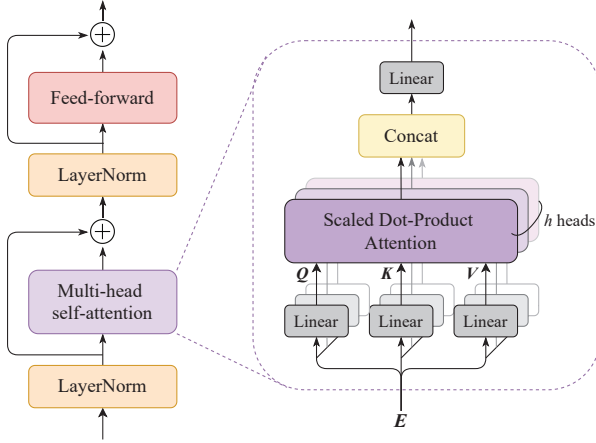 Feed-forward
LayerNorm
Multi-head
self-attention
LayerNorm
Linear
Concat
Scaled Dot-Product
Attention
h heads
Q
K
V
Linear
Linear
Linear
E